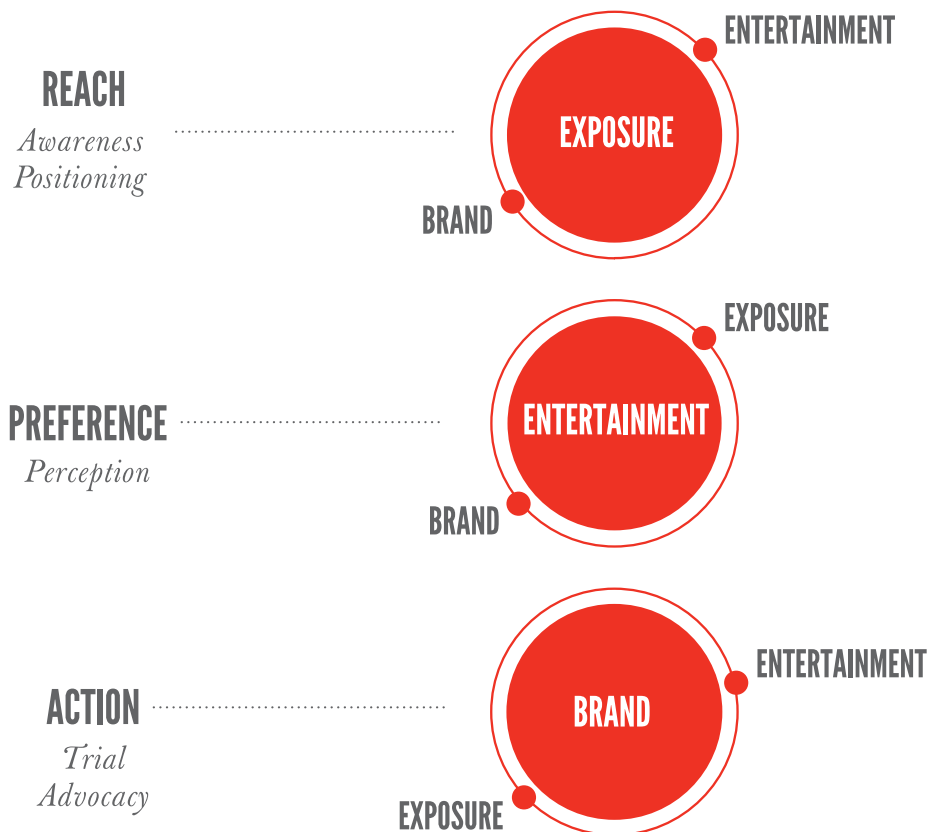 ENTERTAINMENT
REACH
Awareness
Positioning
EXPOSURE
BRAND
EXPOSURE
PREFERENCE
Perception
ENTERTAINMENT
BRAND
ENTERTAINMENT
ACTION
Trial
Advocacy
BRAND
EXPOSURE